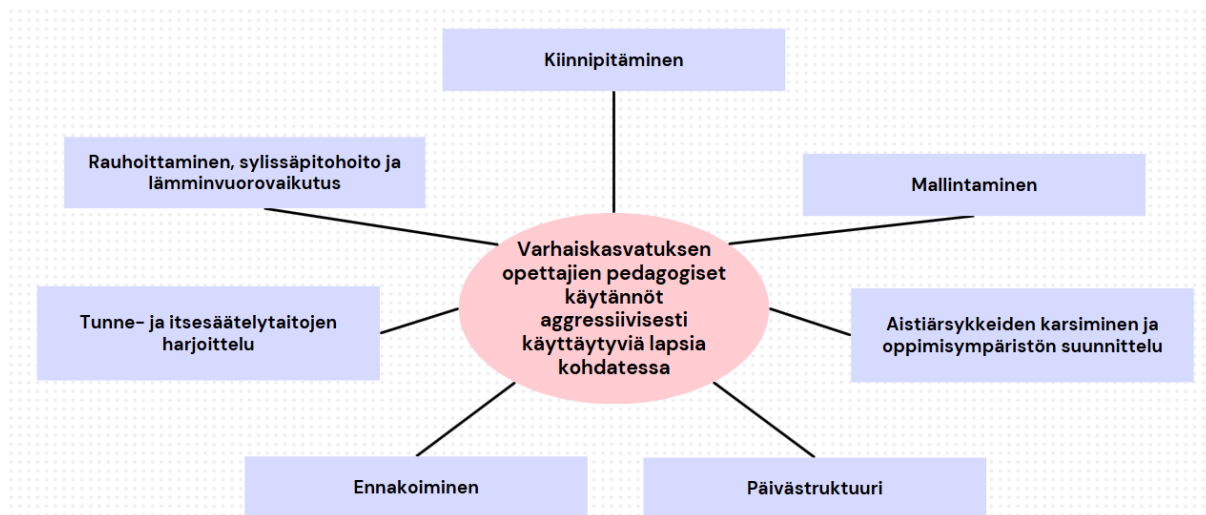 Kiinnipitäminen
Rauhoittaminen, sylissäpitohoito ja
lämminvuorovaikutus
Mallintaminen
Varhaiskasvatuksen
opettajien pedagogiset
käytännöt
aggressiivisesti
käyttäytyviä lapsia
kohdatessa
Tunne- ja itsesäätelytaitojen
harjoittelu
Aistiärsykkeiden karsiminen ja
oppimisympäristön suunnittelu
Ennakoiminen
Päivästruktuuri